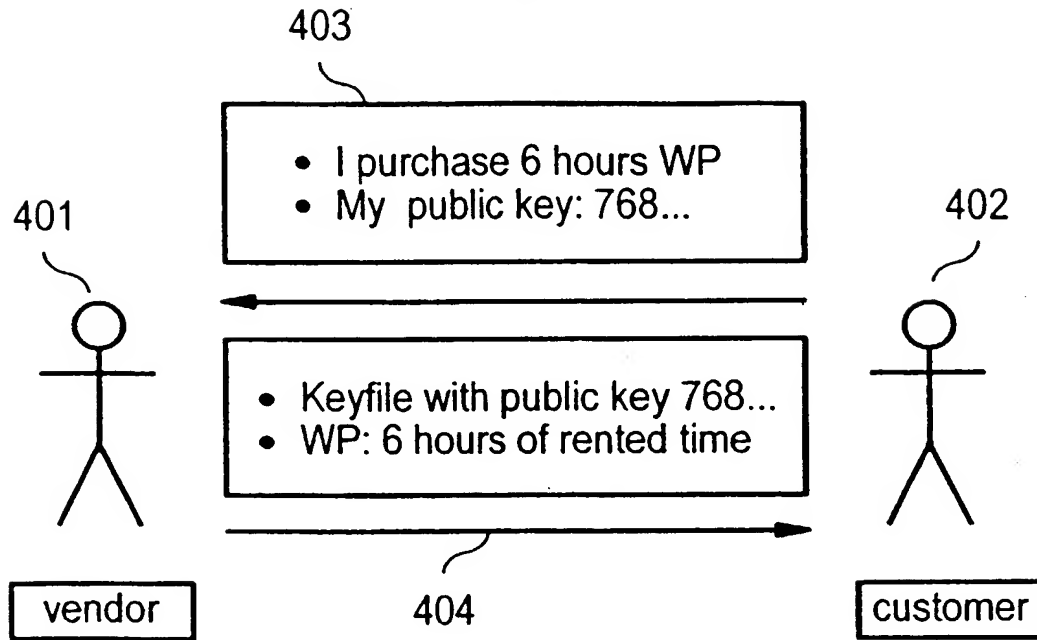 403
• I purchase 6 hours WP
• My public key: 768...
401
402
• Keyfile with public key 768...
• WP: 6 hours of rented time
vendor
404
customer